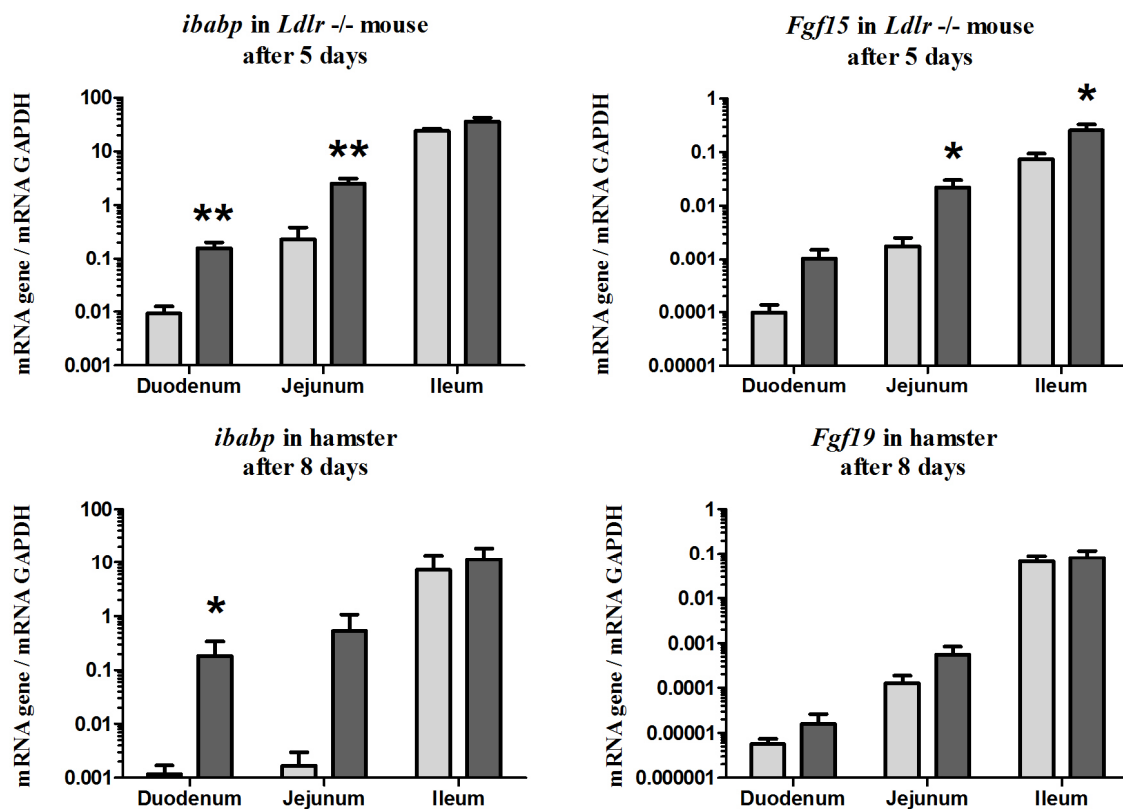 ibabp in Ldlr -/- mouse
after 5 days
mRNA gene / mRNA GAPDH
100
10
1
0.1
0.01
0.001
** **
Duodenum Jejunum Ileum
Fgf15 in Ldlr -/- mouse
after 5 days
mRNA gene / mRNA GAPDH
1
0.1
0.01
0.001
0.0001
0.00001
* *
Duodenum Jejunum Ileum
ibabp in hamster
after 8 days
mRNA gene / mRNA GAPDH
100
10
1
0.1
0.01
0.001
*
Duodenum Jejunum Ileum
Fgf19 in hamster
after 8 days
mRNA gene / mRNA GAPDH
1
0.1
0.01
0.001
0.0001
0.00001
0.000001
Duodenum Jejunum Ileum